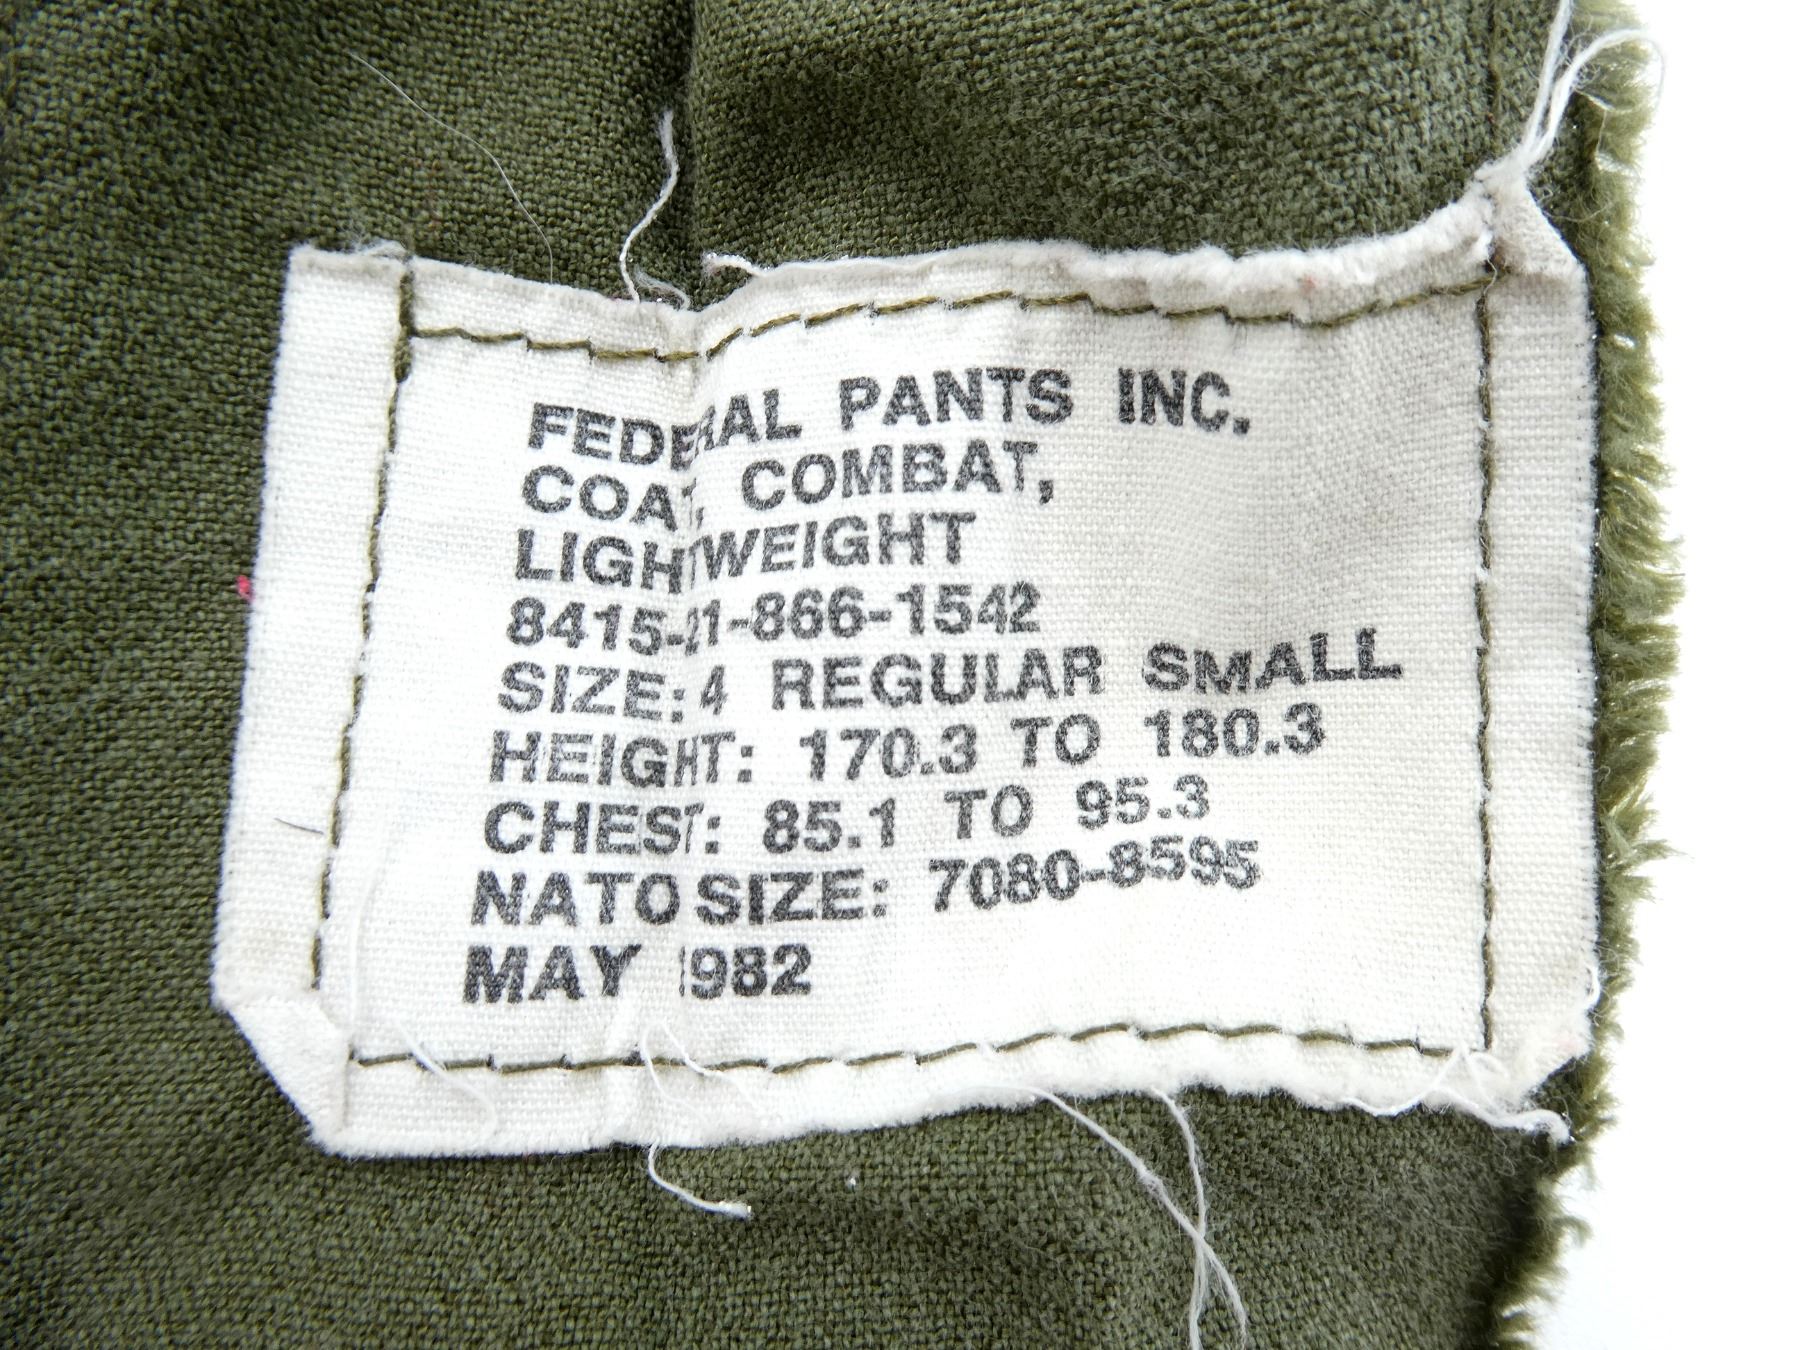 FEDERAL PANTS INC.
COAT, COMBAT,
LIGHTWEIGHT
8415-21-866-1542
SIZE: 4 REGULAR SMALL
HEIGHT: 170.3 TO 180.3
CHEST: 85.1 TO 95.3
NATO SIZE: 7080-8595
MAY 1982